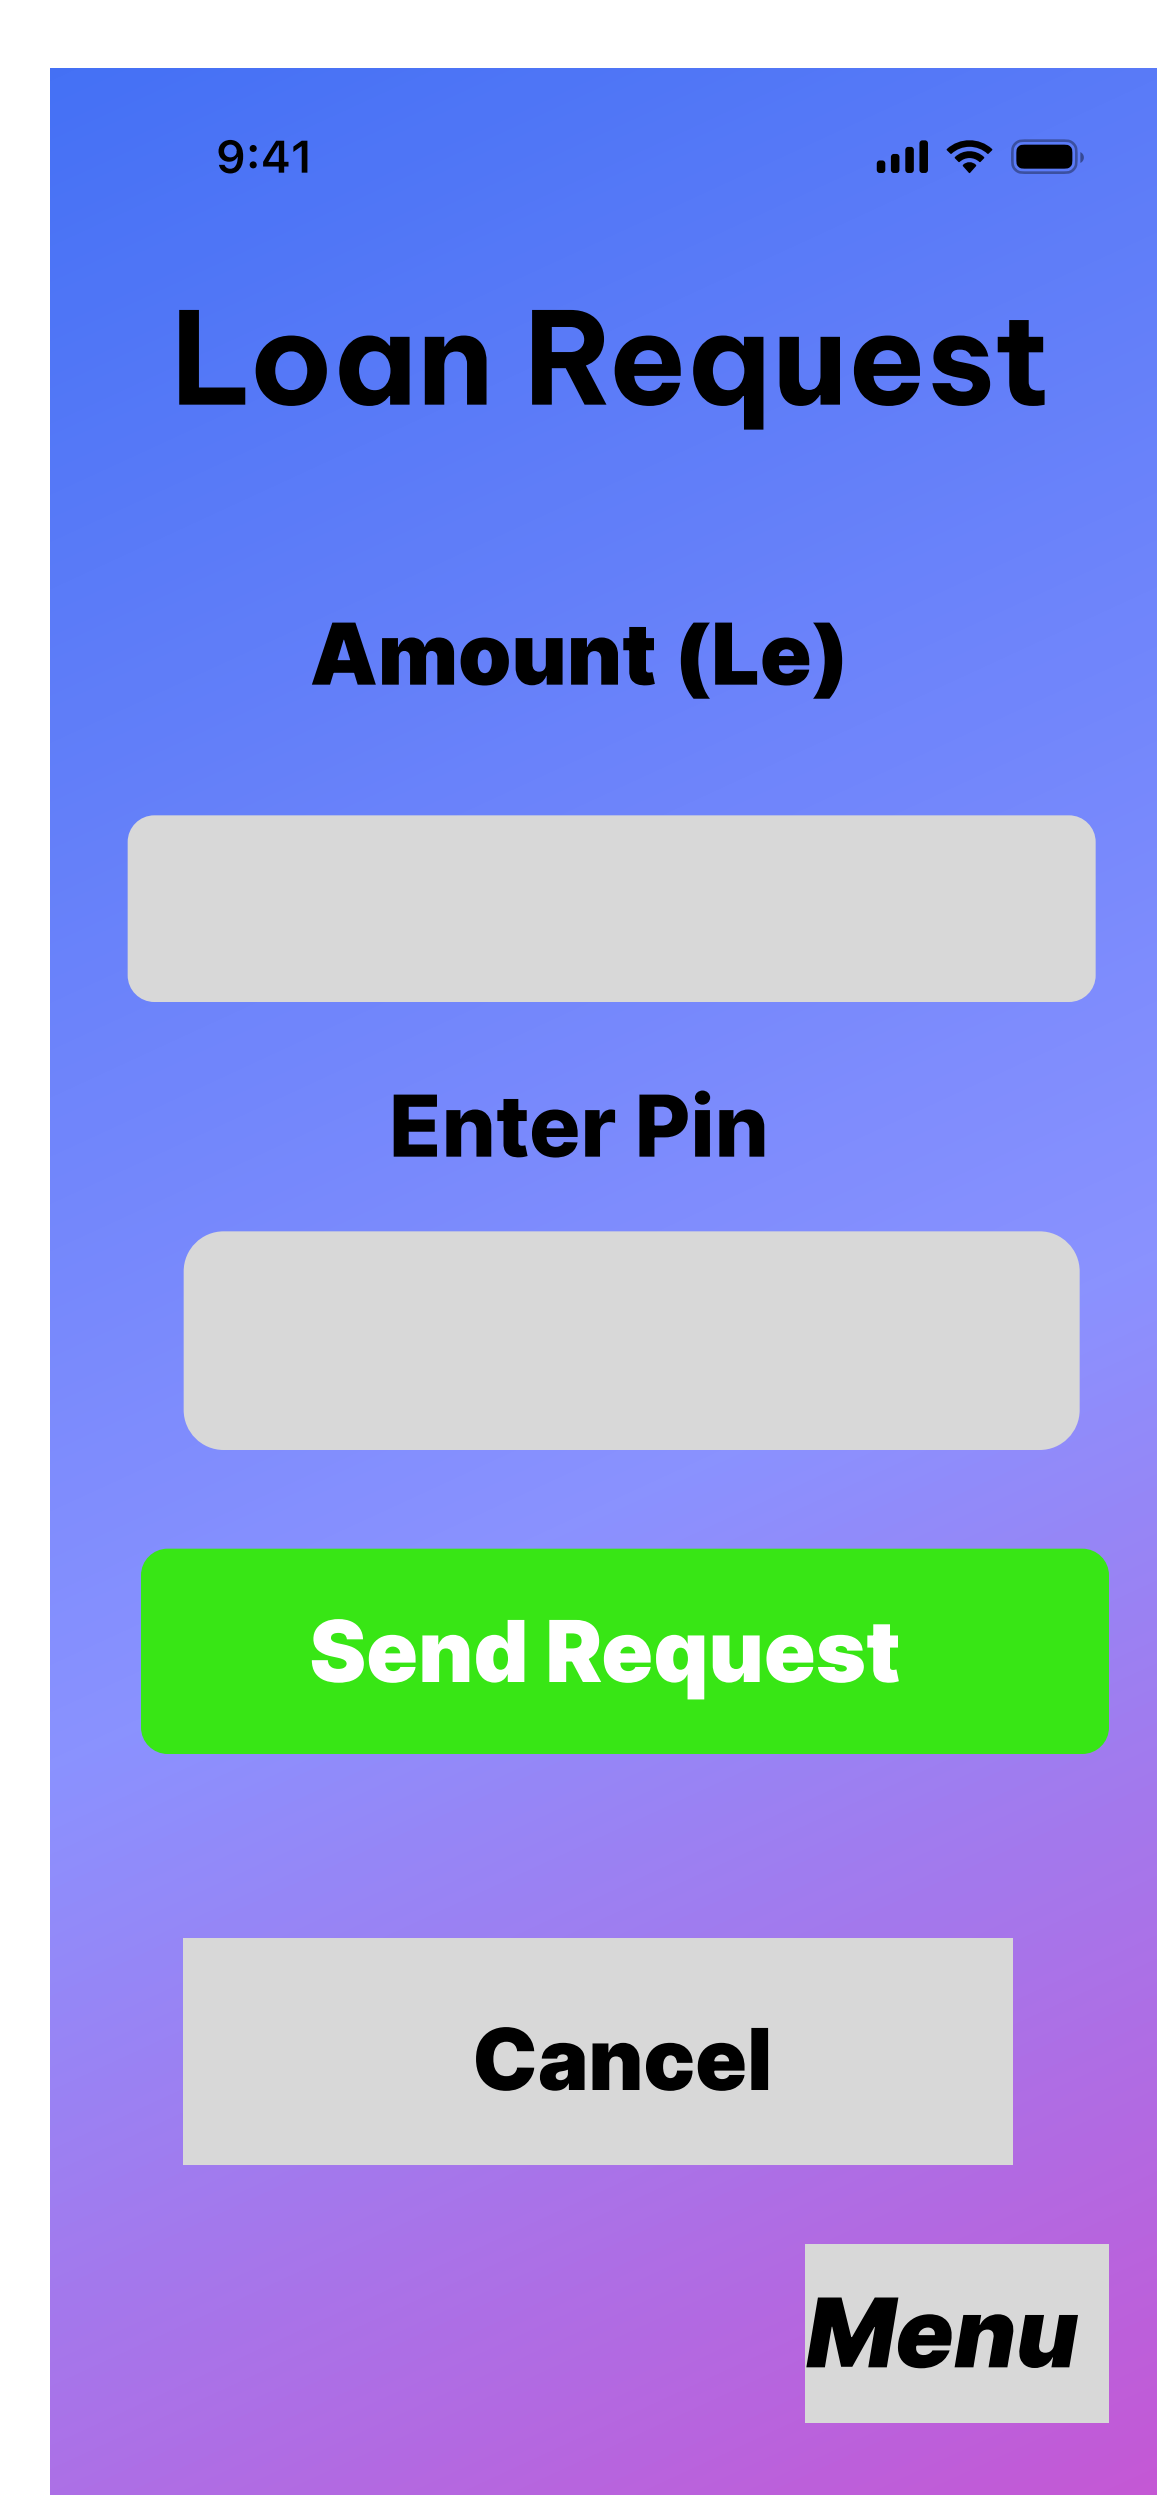 9:41
Loan Request
Amount (Le)
Enter Pin
Send Request
Cancel
Menu